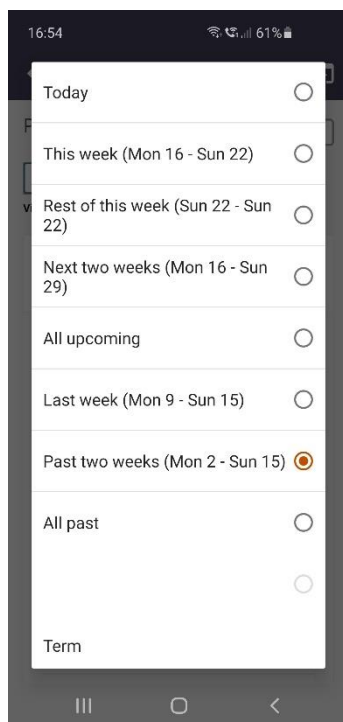 16:54
61%
Today
This week (Mon 16 - Sun 22)
Rest of this week (Sun 22 - Sun
22)
Next two weeks (Mon 16 - Sun
29)
All upcoming
Last week (Mon 9 - Sun 15)
Past two weeks (Mon 2 - Sun 15)
All past
Term